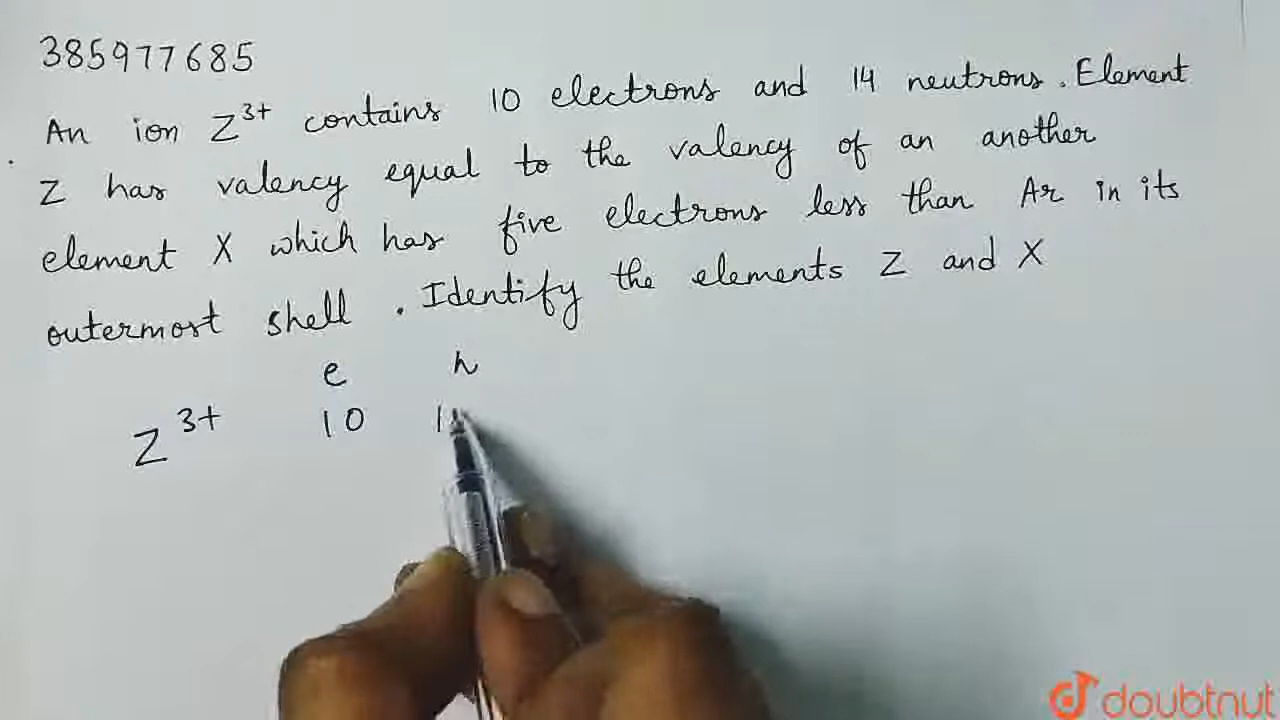 385977685
An ion Z³⁺ contains 10 electrons and 14 neutrons. Element
Z has valency equal to the valency of an another
element X which has five electrons less than Ar in its
outermost shell. Identify the elements Z and X
e n
Z³⁺ 10
doubtnut